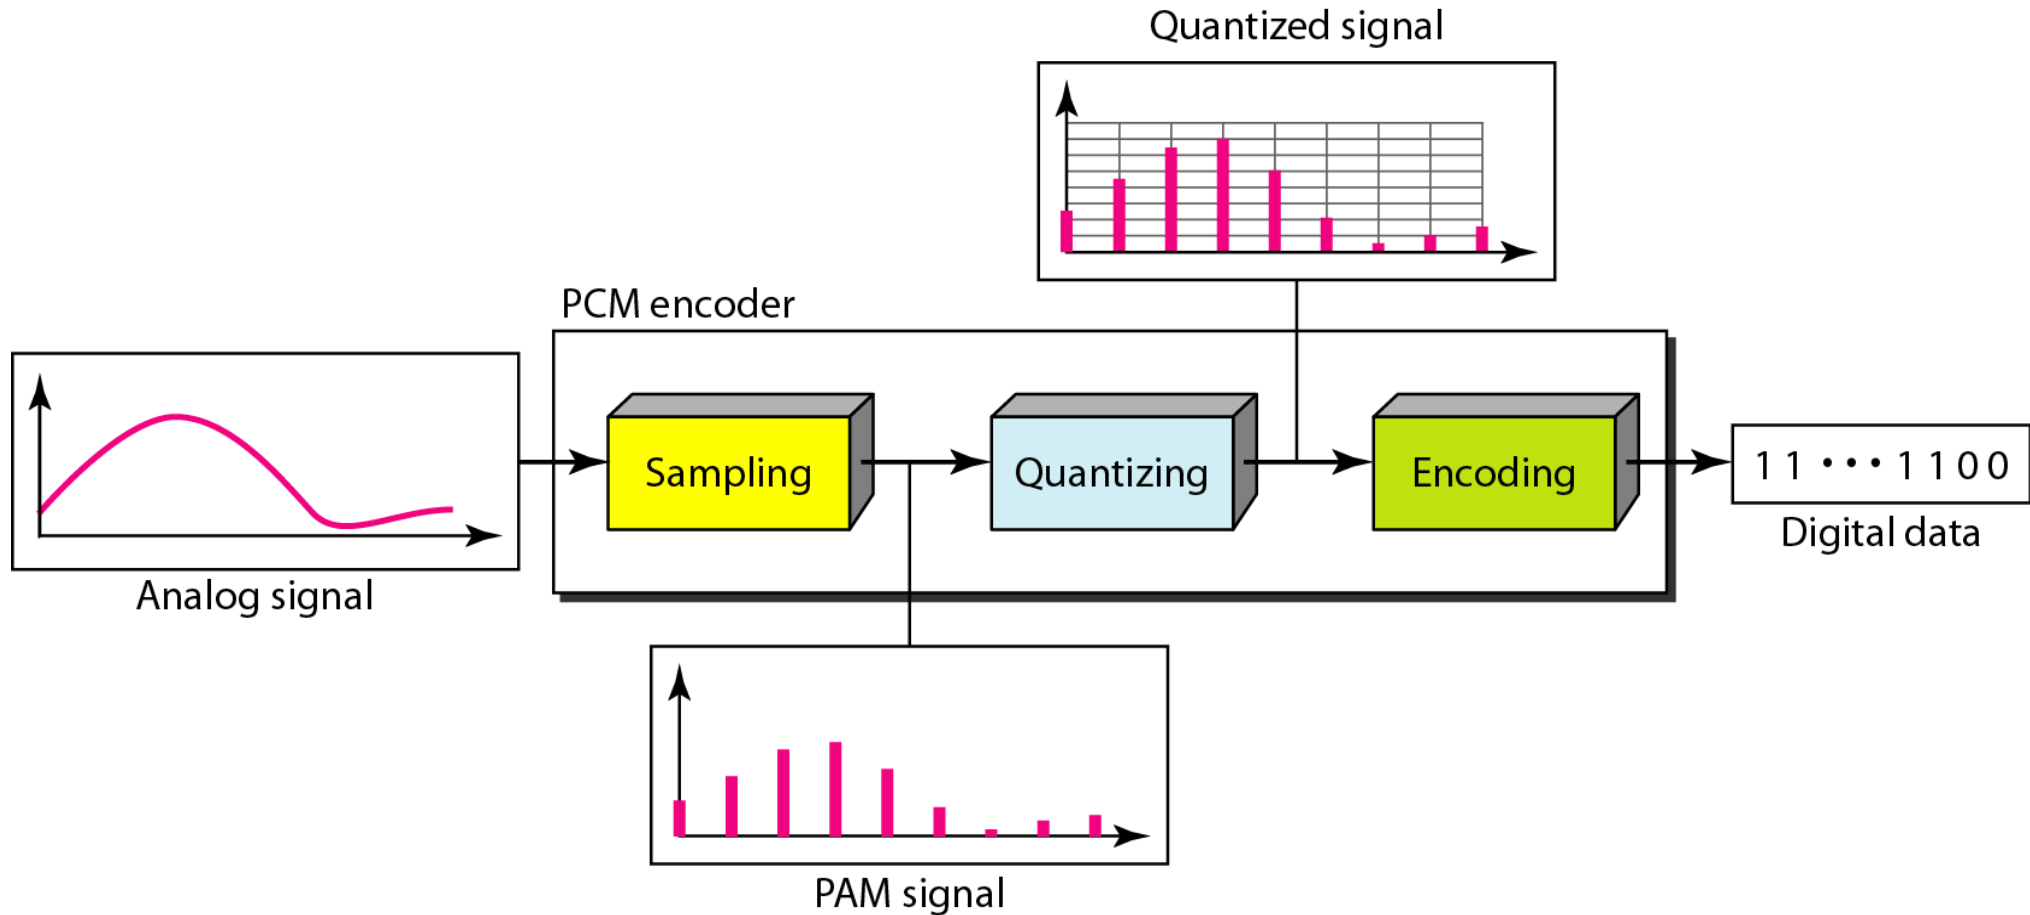 Quantized signal
PCM encoder
Sampling
Quantizing
Encoding
1 1 • • • 1 1 0 0
Digital data
Analog signal
PAM signal